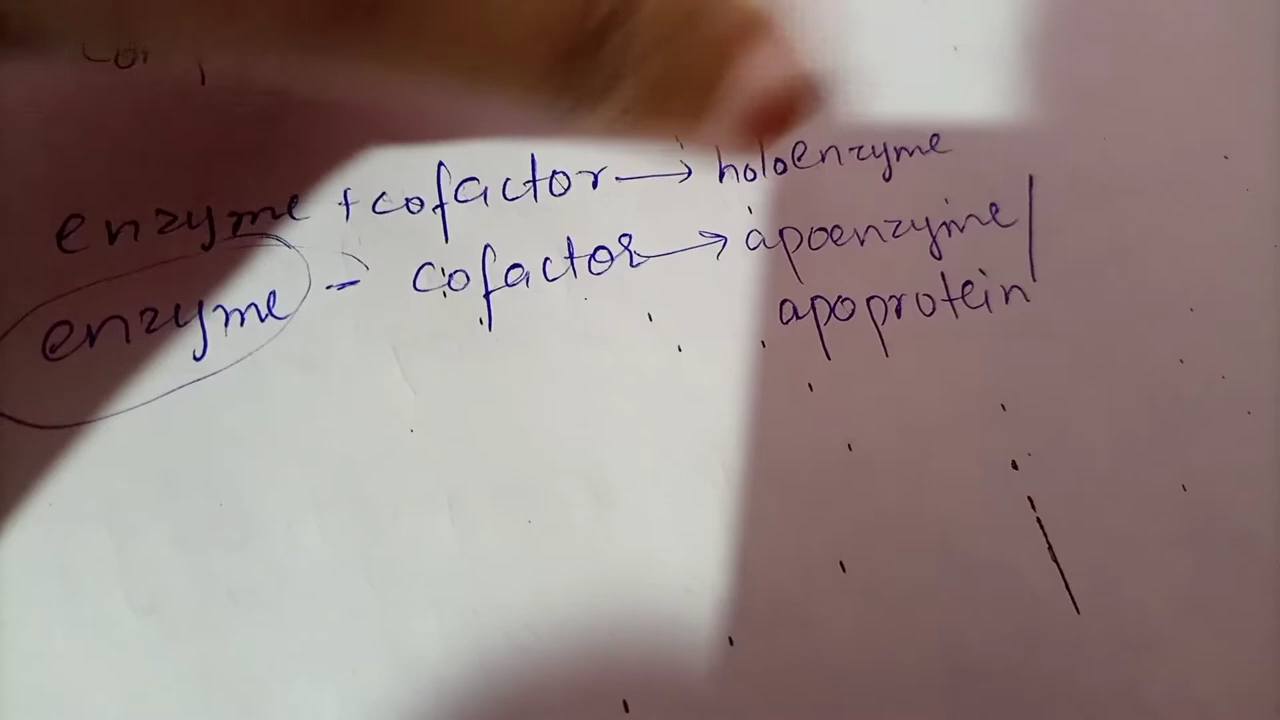 enzyme + cofactor → holoenzyme
enzyme - cofactor → apoenzyme/
apoprotein